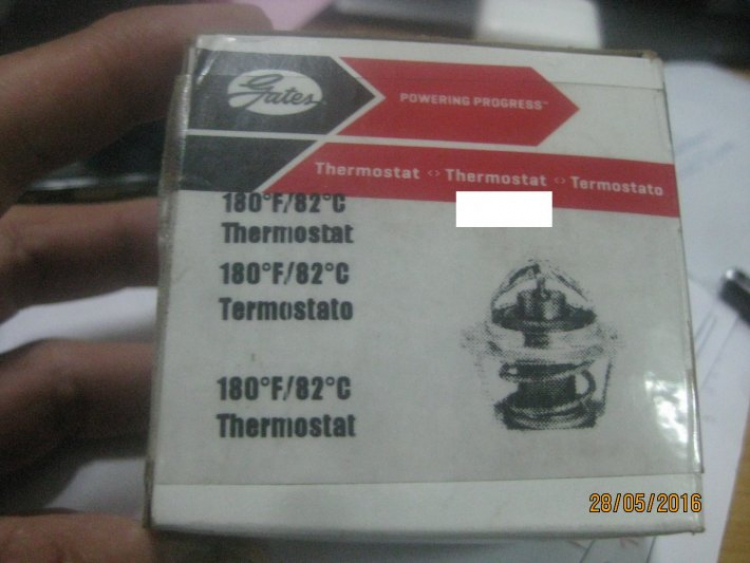 Gates
POWERING PROGRESS™
Thermostat <> Thermostat <> Termostato
180°F/82°C
Thermostat
180°F/82°C
Termostato
180°F/82°C
Thermostat
28/05/2016